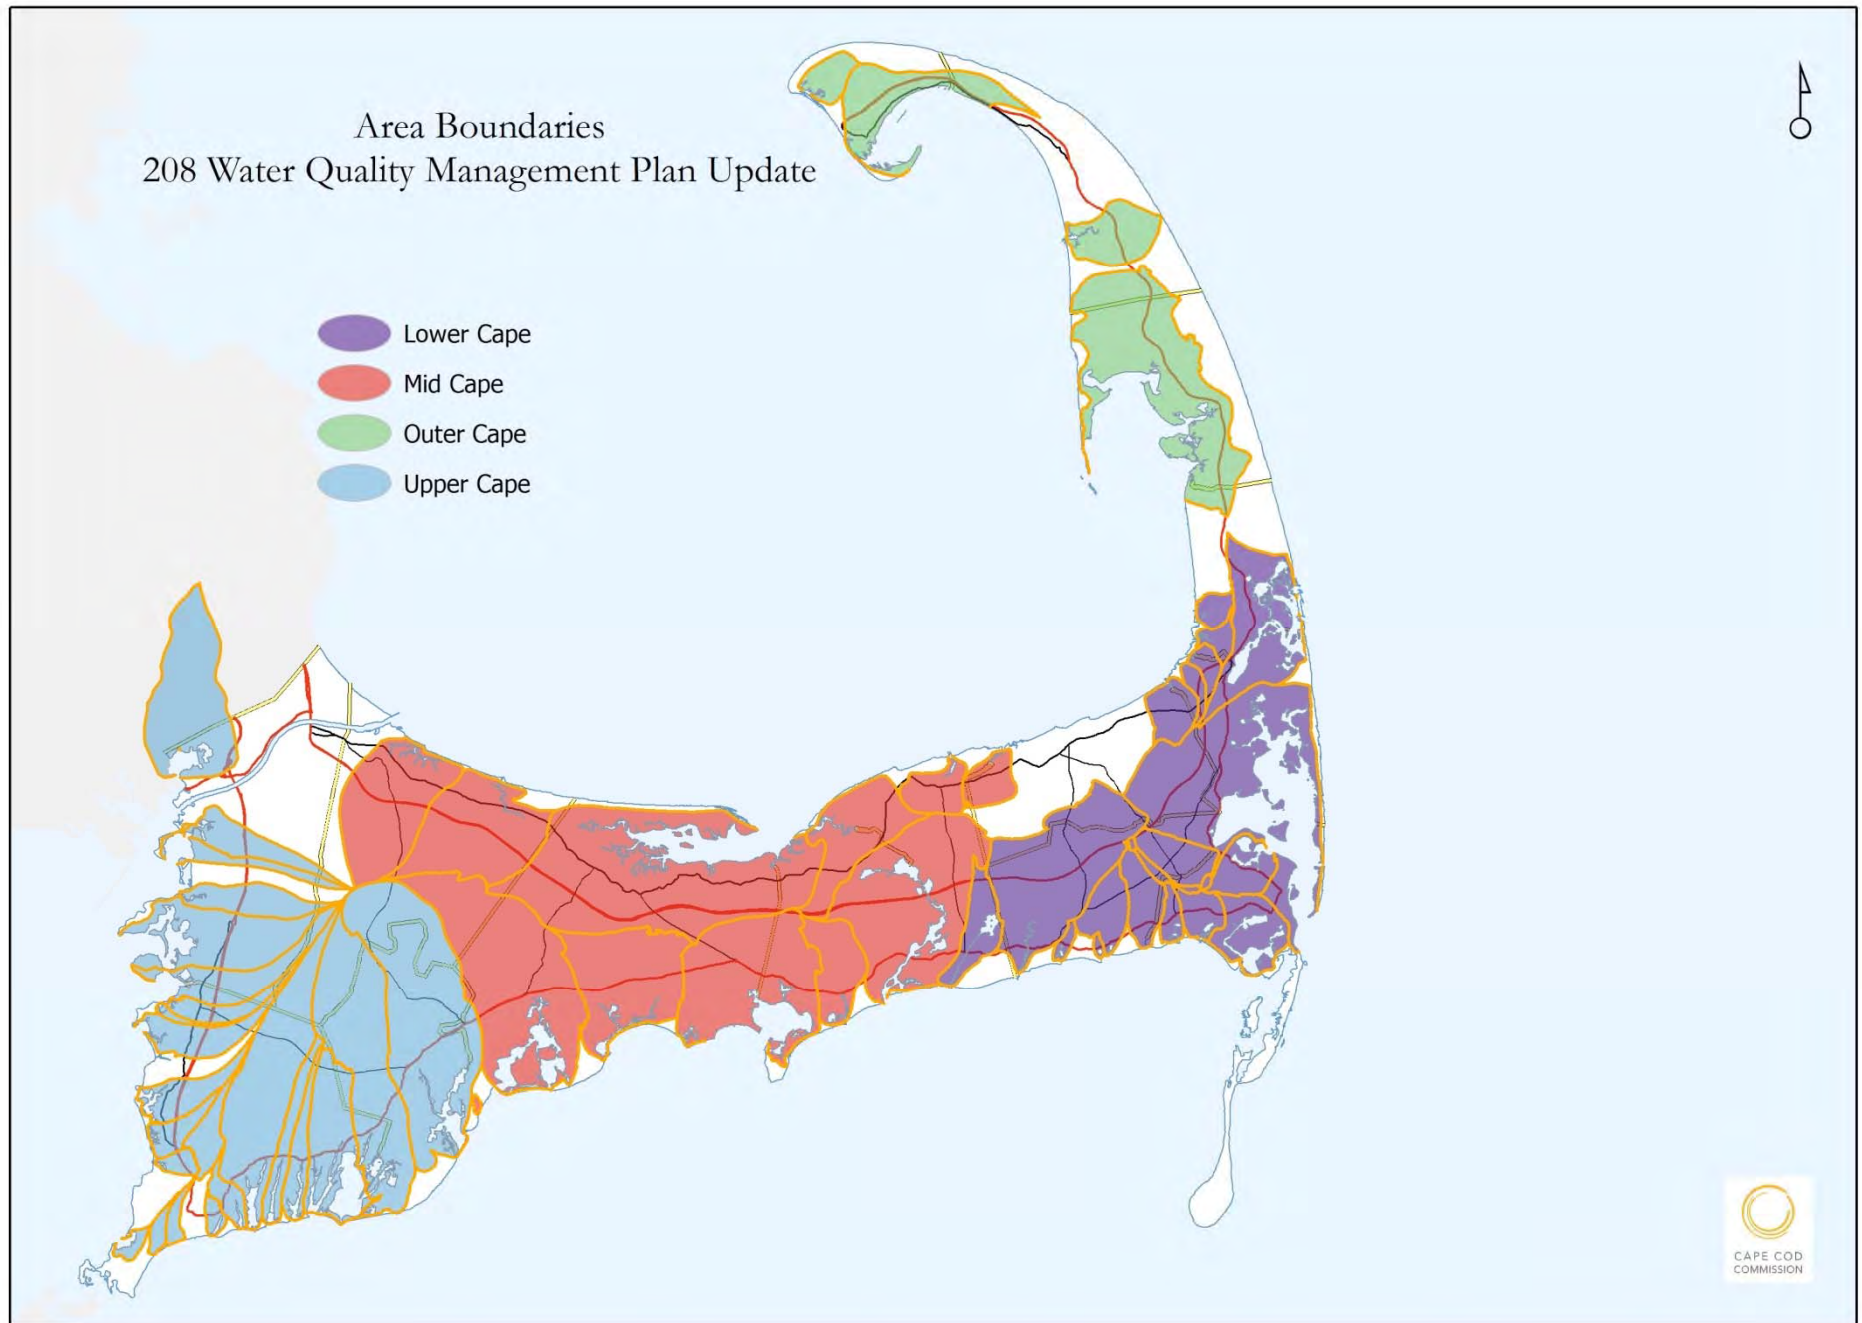 Area Boundaries
208 Water Quality Management Plan Update
Lower Cape
Mid Cape
Outer Cape
Upper Cape
CAPE COD
COMMISSION